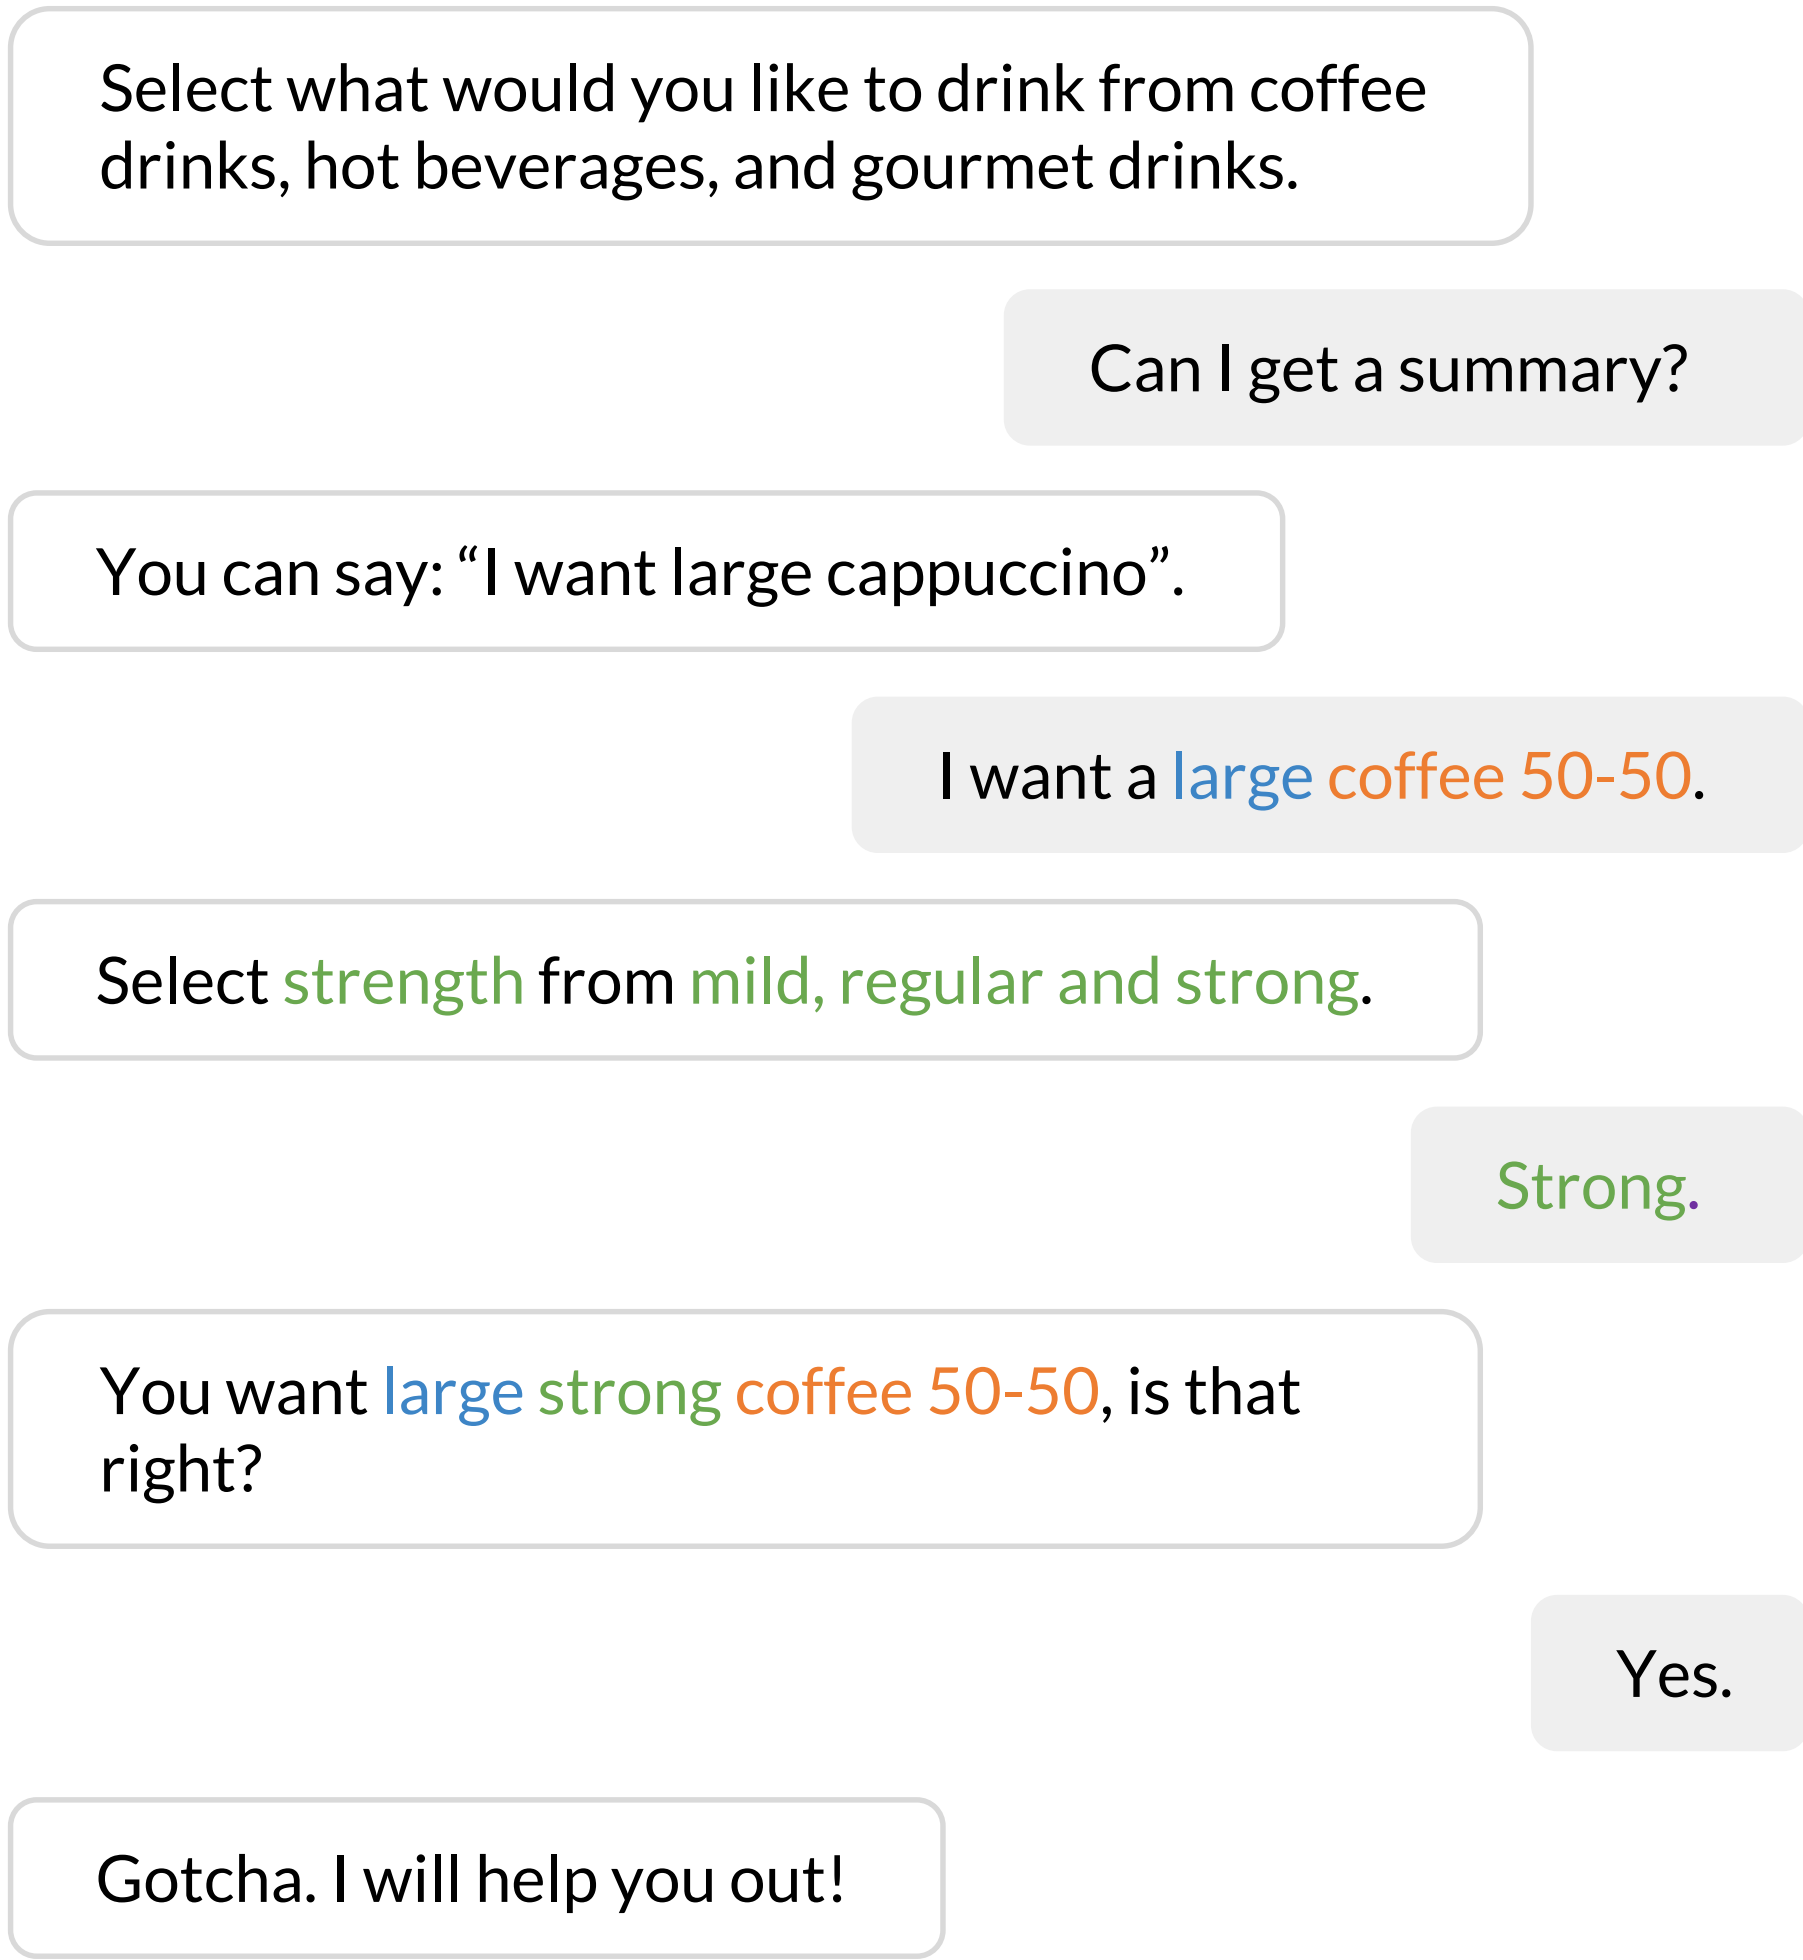 Select what would you like to drink from coffee
drinks, hot beverages, and gourmet drinks.
Can I get a summary?
You can say: “I want large cappuccino”.
I want a large coffee 50-50.
Select strength from mild, regular and strong.
Strong.
You want large strong coffee 50-50, is that
right?
Yes.
Gotcha. I will help you out!